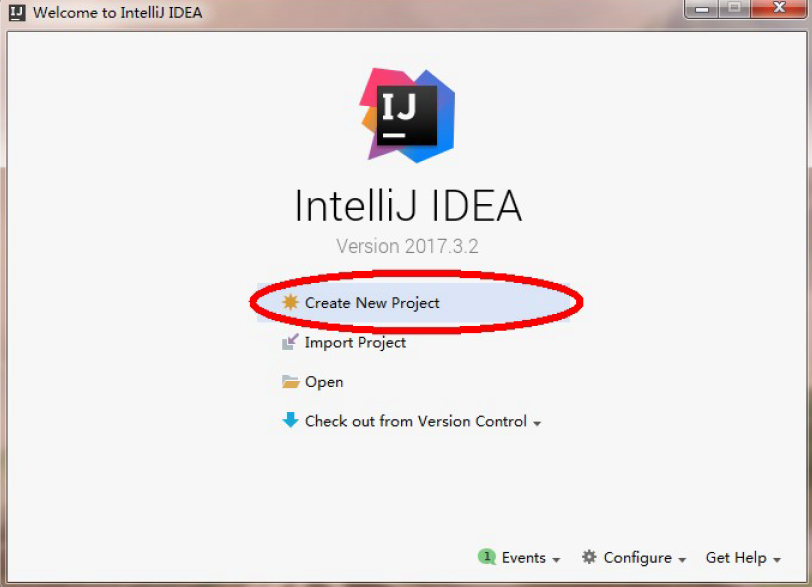 Welcome to IntelliJ IDEA
IJ
IntelliJ IDEA
Version 2017.3.2
Create New Project
Import Project
Open
Check out from Version Control
1 Events Configure Get Help